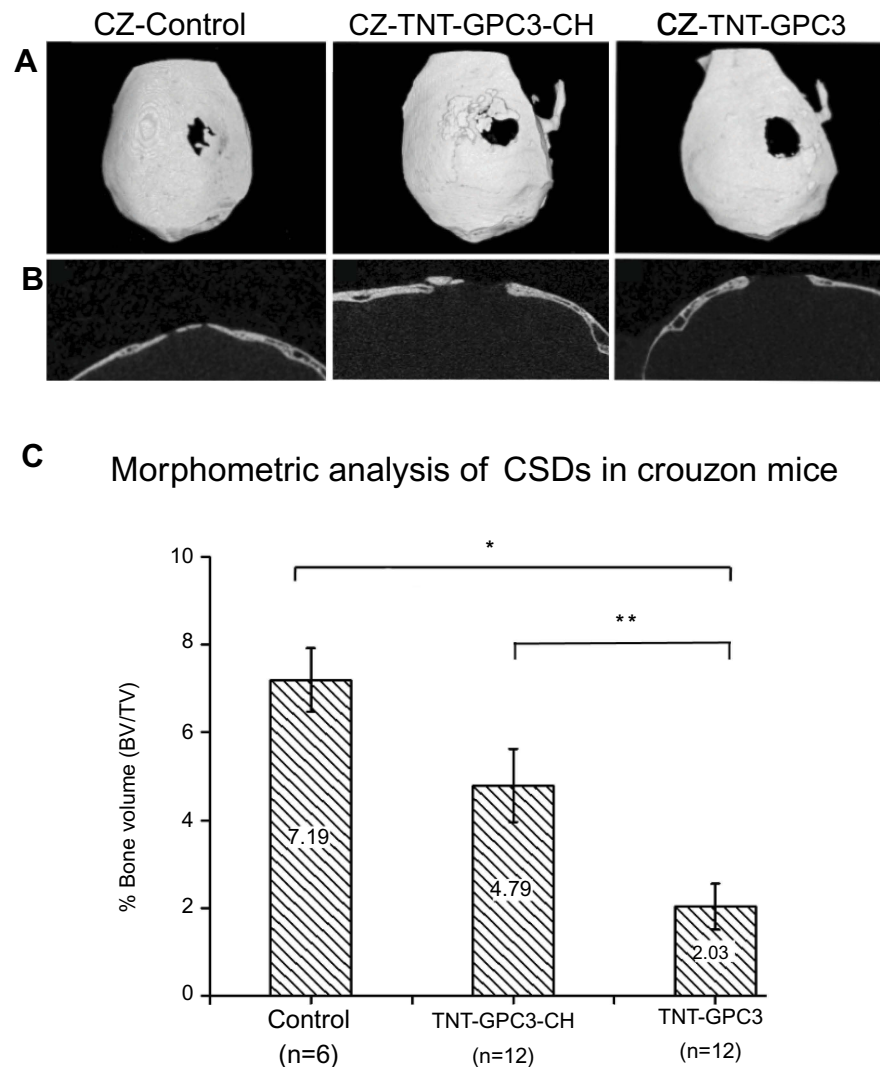 CZ-Control CZ-TNT-GPC3-CH CZ-TNT-GPC3
A
B
C
Morphometric analysis of CSDs in crouzon mice
% Bone volume (BV/TV)
10
8
6
4
2
0
*
**
7.19
4.79
2.03
Control TNT-GPC3-CH TNT-GPC3
(n=6) (n=12) (n=12)